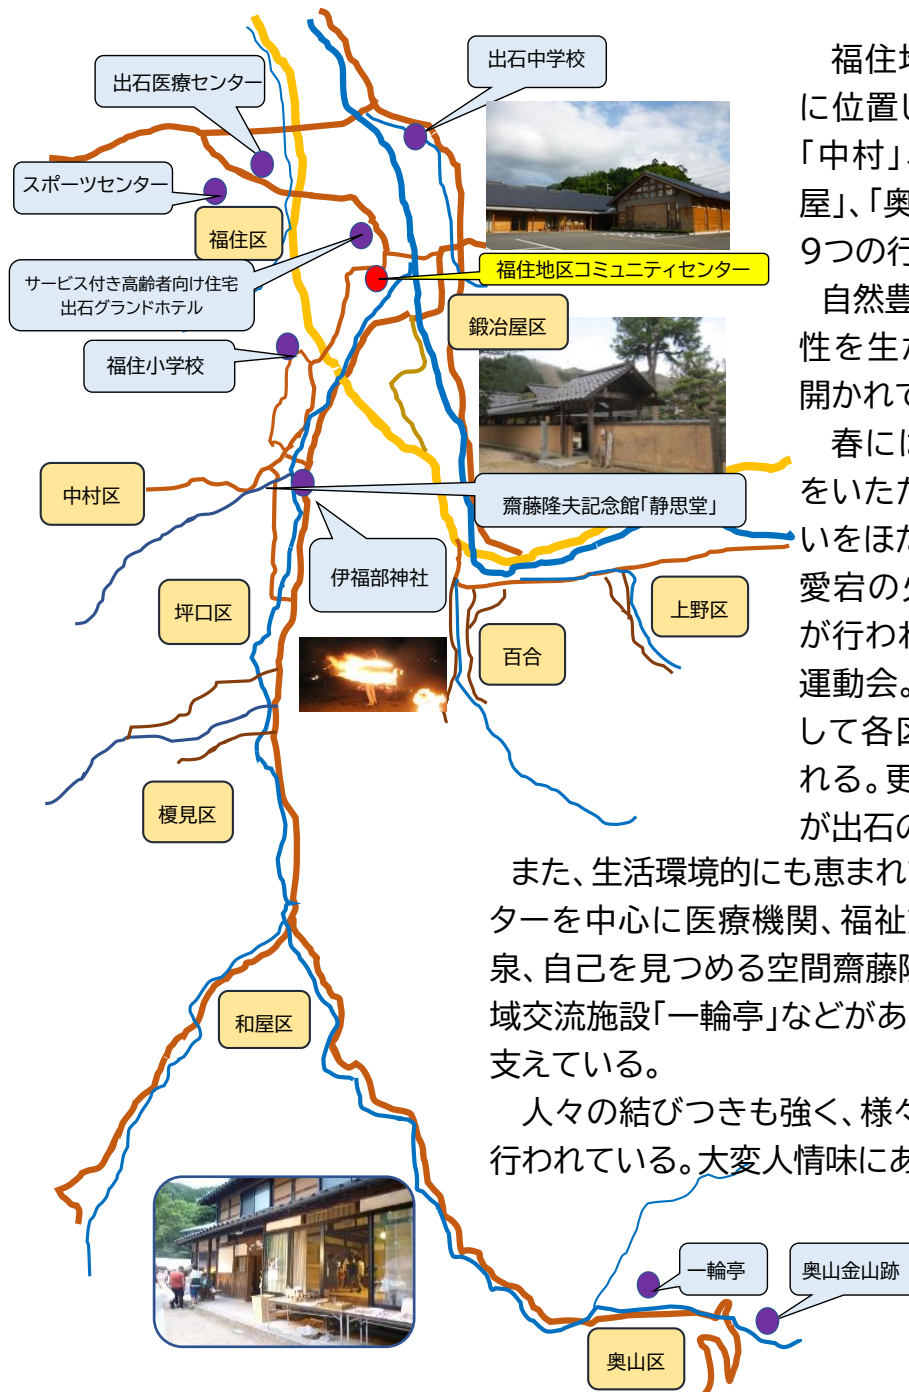 出石医療センター
出石中学校
スポーツセンター
福住区
サービス付き高齢者向け住宅
出石グランドホテル
福住地区コミュニティセンター
鍛冶屋区
福住小学校
中村区
齋藤隆夫記念館「静思堂」
伊福部神社
坪口区
上野区
百合
榎見区
和屋区
一輪亭
奥山金山跡
奥山区
福住地
に位置し
「中村」、
屋」、「奥
9つの行
自然豊
性を生か
開かれて
春には
をいただ
いをほた
愛宕の火
が行われ
運動会。
して各区
れる。更
が出石の
また、生活環境的にも恵まれて
ターを中心に医療機関、福祉
泉、自己を見つめる空間齋藤隆
域交流施設「一輪亭」などがあ
支えている。
人々の結びつきも強く、様々
行われている。大変人情味にあ